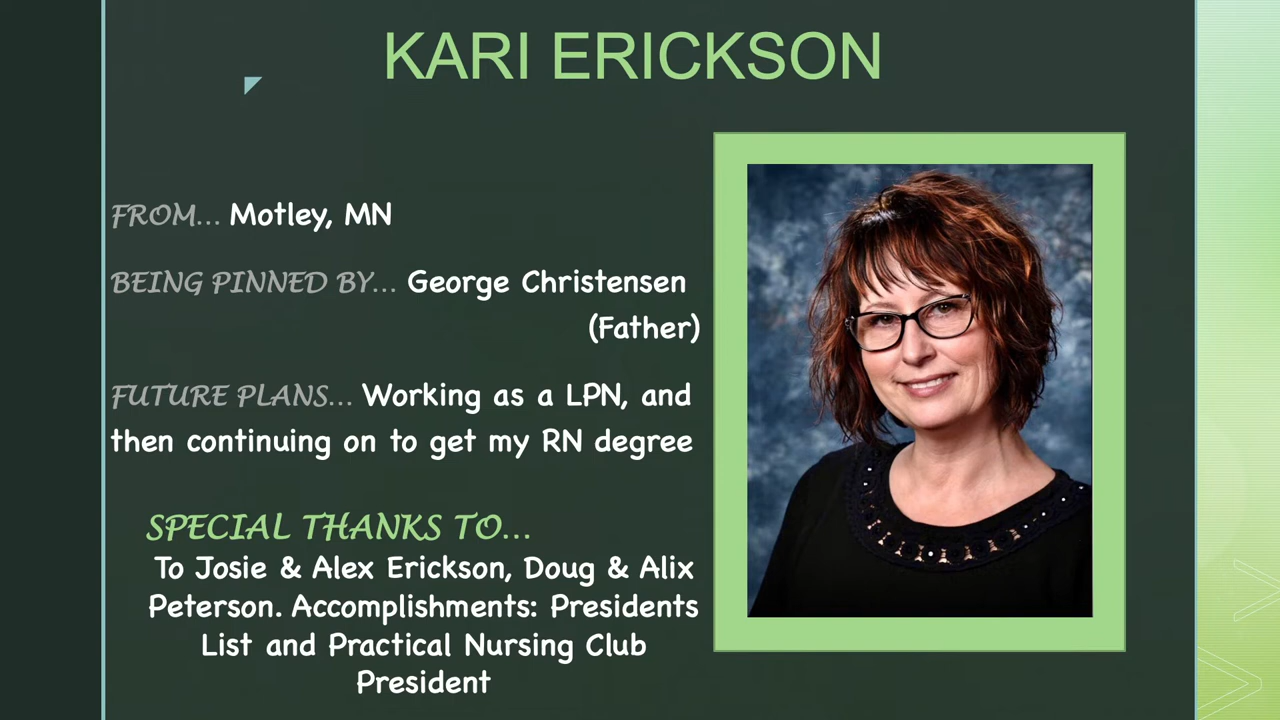 KARI ERICKSON
FROM... Motley, MN
BEING PINNED BY... George Christensen
(Father)
FUTURE PLANS... Working as a LPN, and
then continuing on to get my RN degree
SPECIAL THANKS TO...
To Josie & Alex Erickson, Doug & Alix
Peterson. Accomplishments: Presidents
List and Practical Nursing Club
President